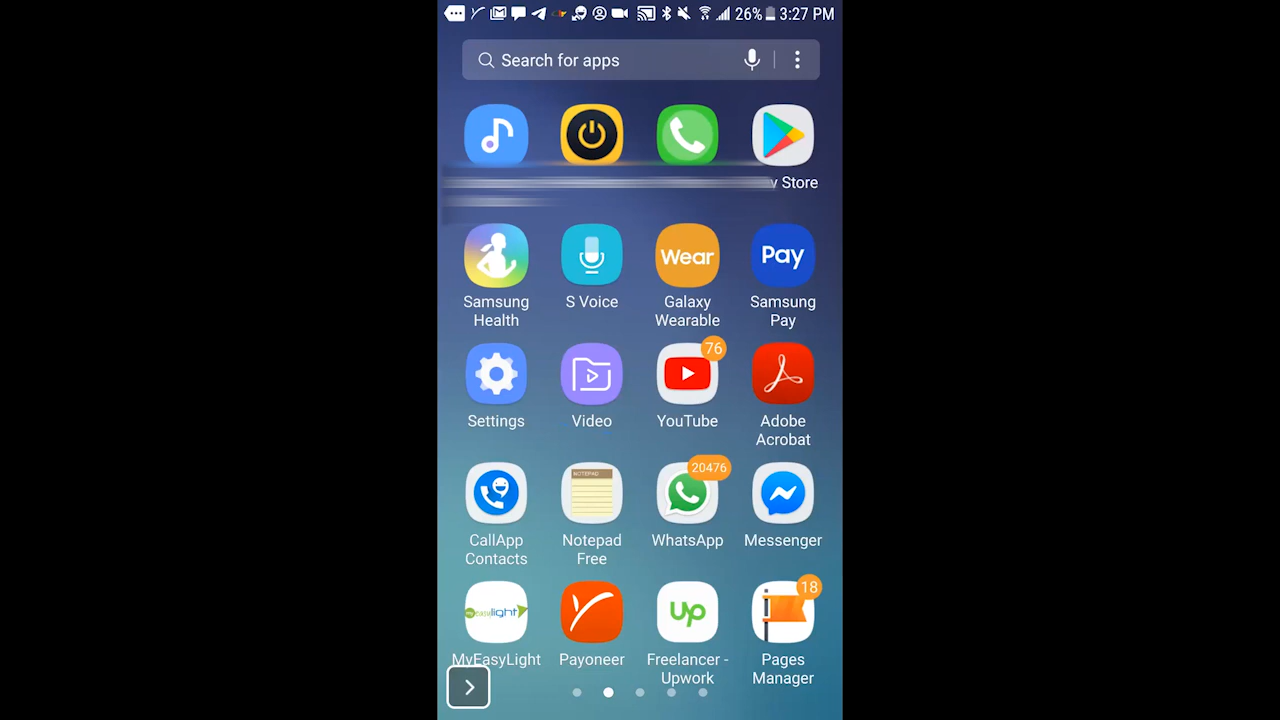 26% 3:27 PM
Search for apps
Store
Samsung Health
S Voice
Wear
Galaxy Wearable
Pay
Samsung Pay
Settings
Video
76
YouTube
Adobe Acrobat
CallApp Contacts
NOTEPAD
Notepad Free
20476
WhatsApp
Messenger
myeasylight
MyEasyLight
Payoneer
Up
Freelancer - Upwork
18
Pages Manager